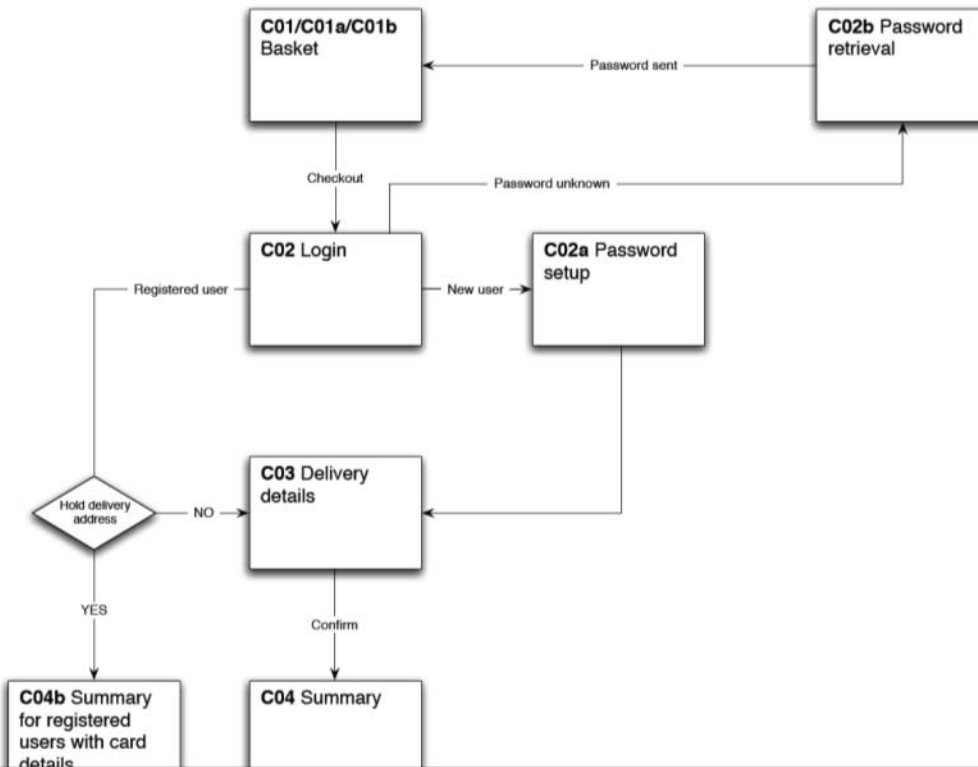 C01/C01a/C01b
Basket
C02b Password
retrieval
Password sent
Checkout
Password unknown
C02 Login
C02a Password
setup
Registered user
New user
C03 Delivery
details
Hold delivery
address
NO
YES
Confirm
C04b Summary
for registered
users with card
details
C04 Summary